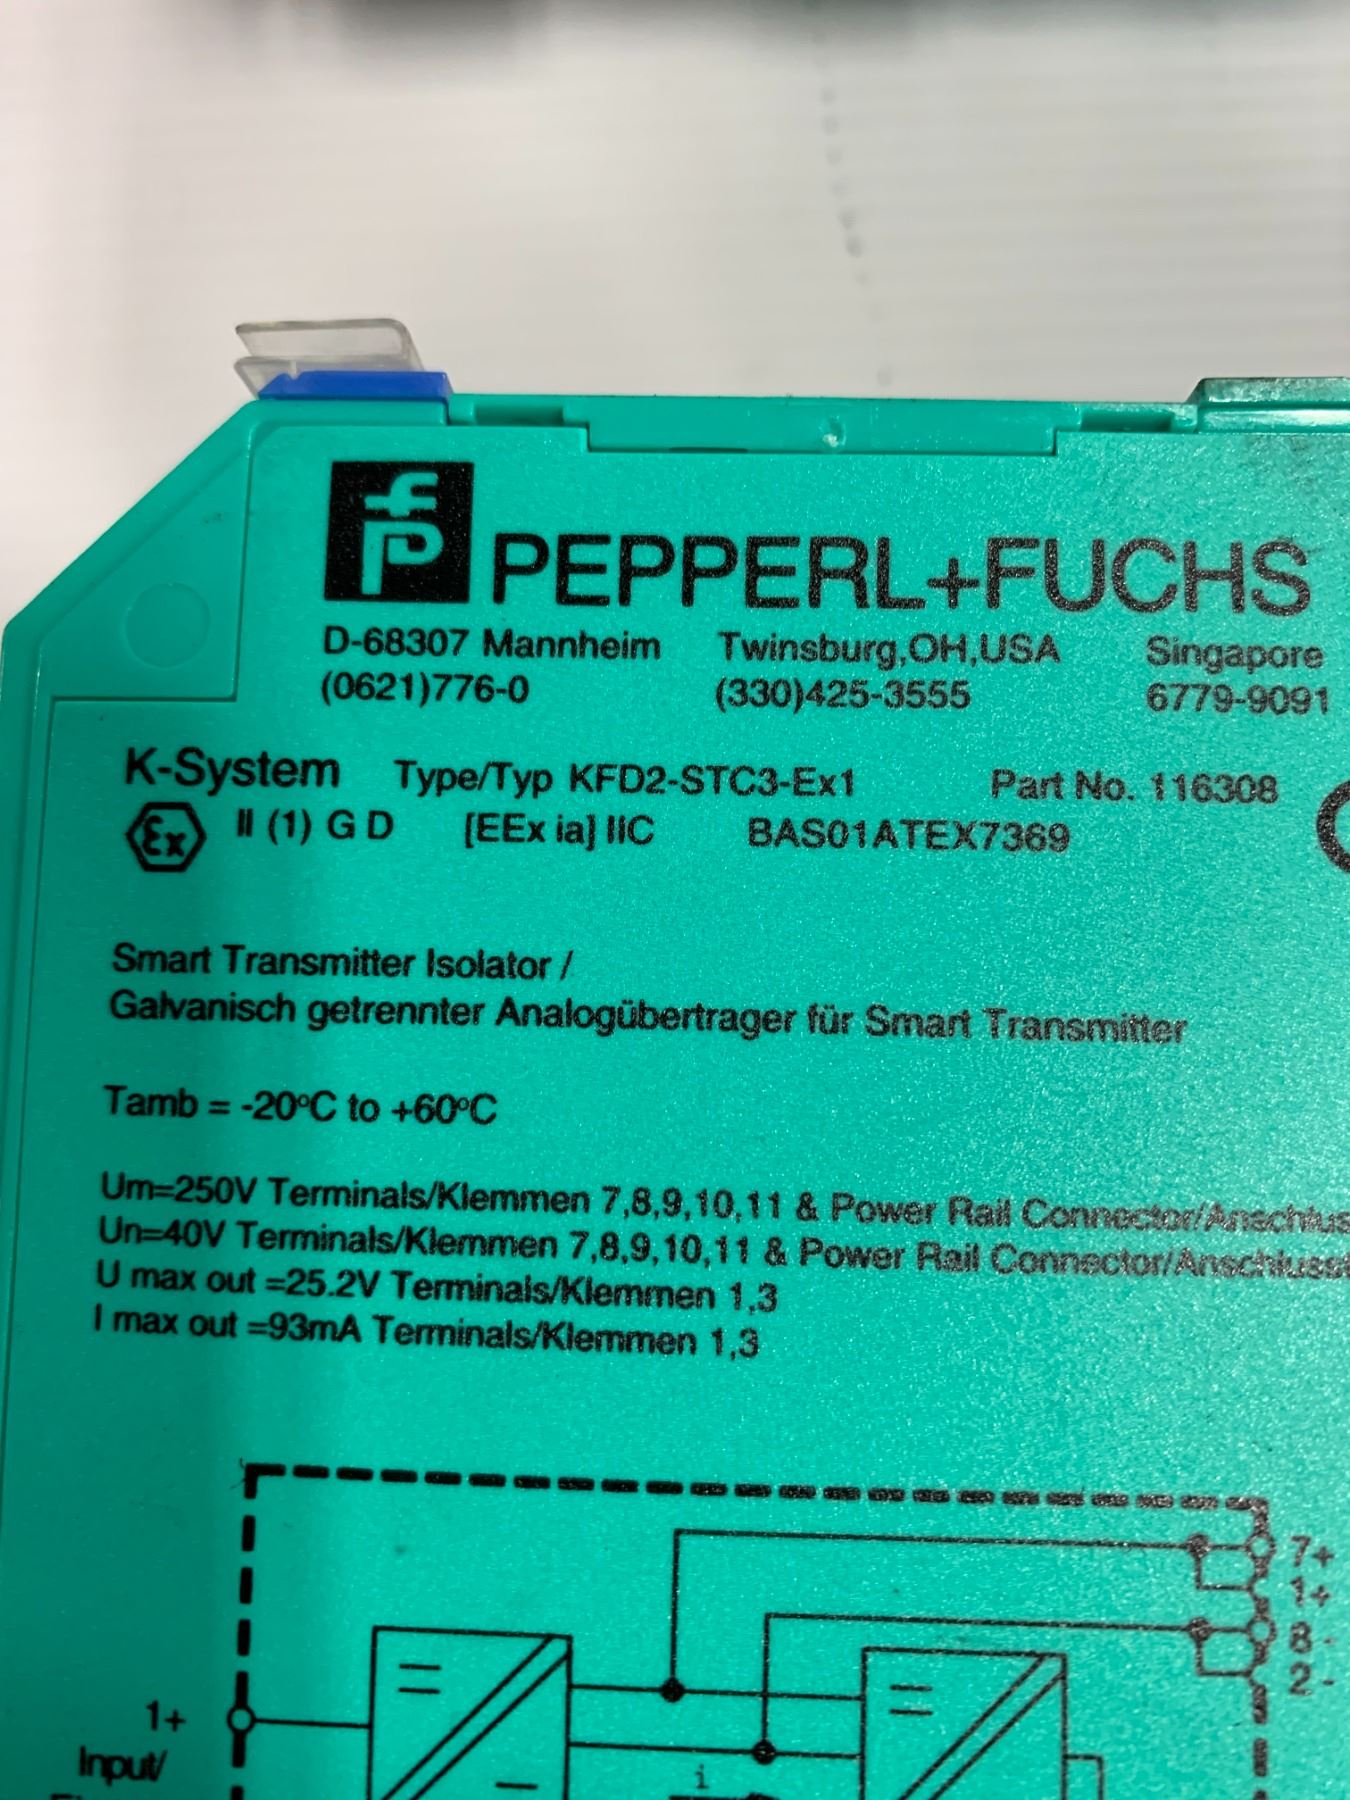 PEPPERL+FUCHS
D-68307 Mannheim Twinsburg,OH,USA Singapore
(0621)776-0 (330)425-3555 6779-9091
K-System Type/Typ KFD2-STC3-Ex1 Part No. 116308
Ex II (1) G D [EEx ia] IIC BAS01ATEX7369
Smart Transmitter Isolator /
Galvanisch getrennter Analogübertrager für Smart Transmitter
Tamb = -20°C to +60°C
Um=250V Terminals/Klemmen 7,8,9,10,11 & Power Rail Connector/Anschlus
Un=40V Terminals/Klemmen 7,8,9,10,11 & Power Rail Connector/Anschlusst
U max out =25.2V Terminals/Klemmen 1,3
I max out =93mA Terminals/Klemmen 1,3
7+
1+
8-
2-
1+
Input/
i